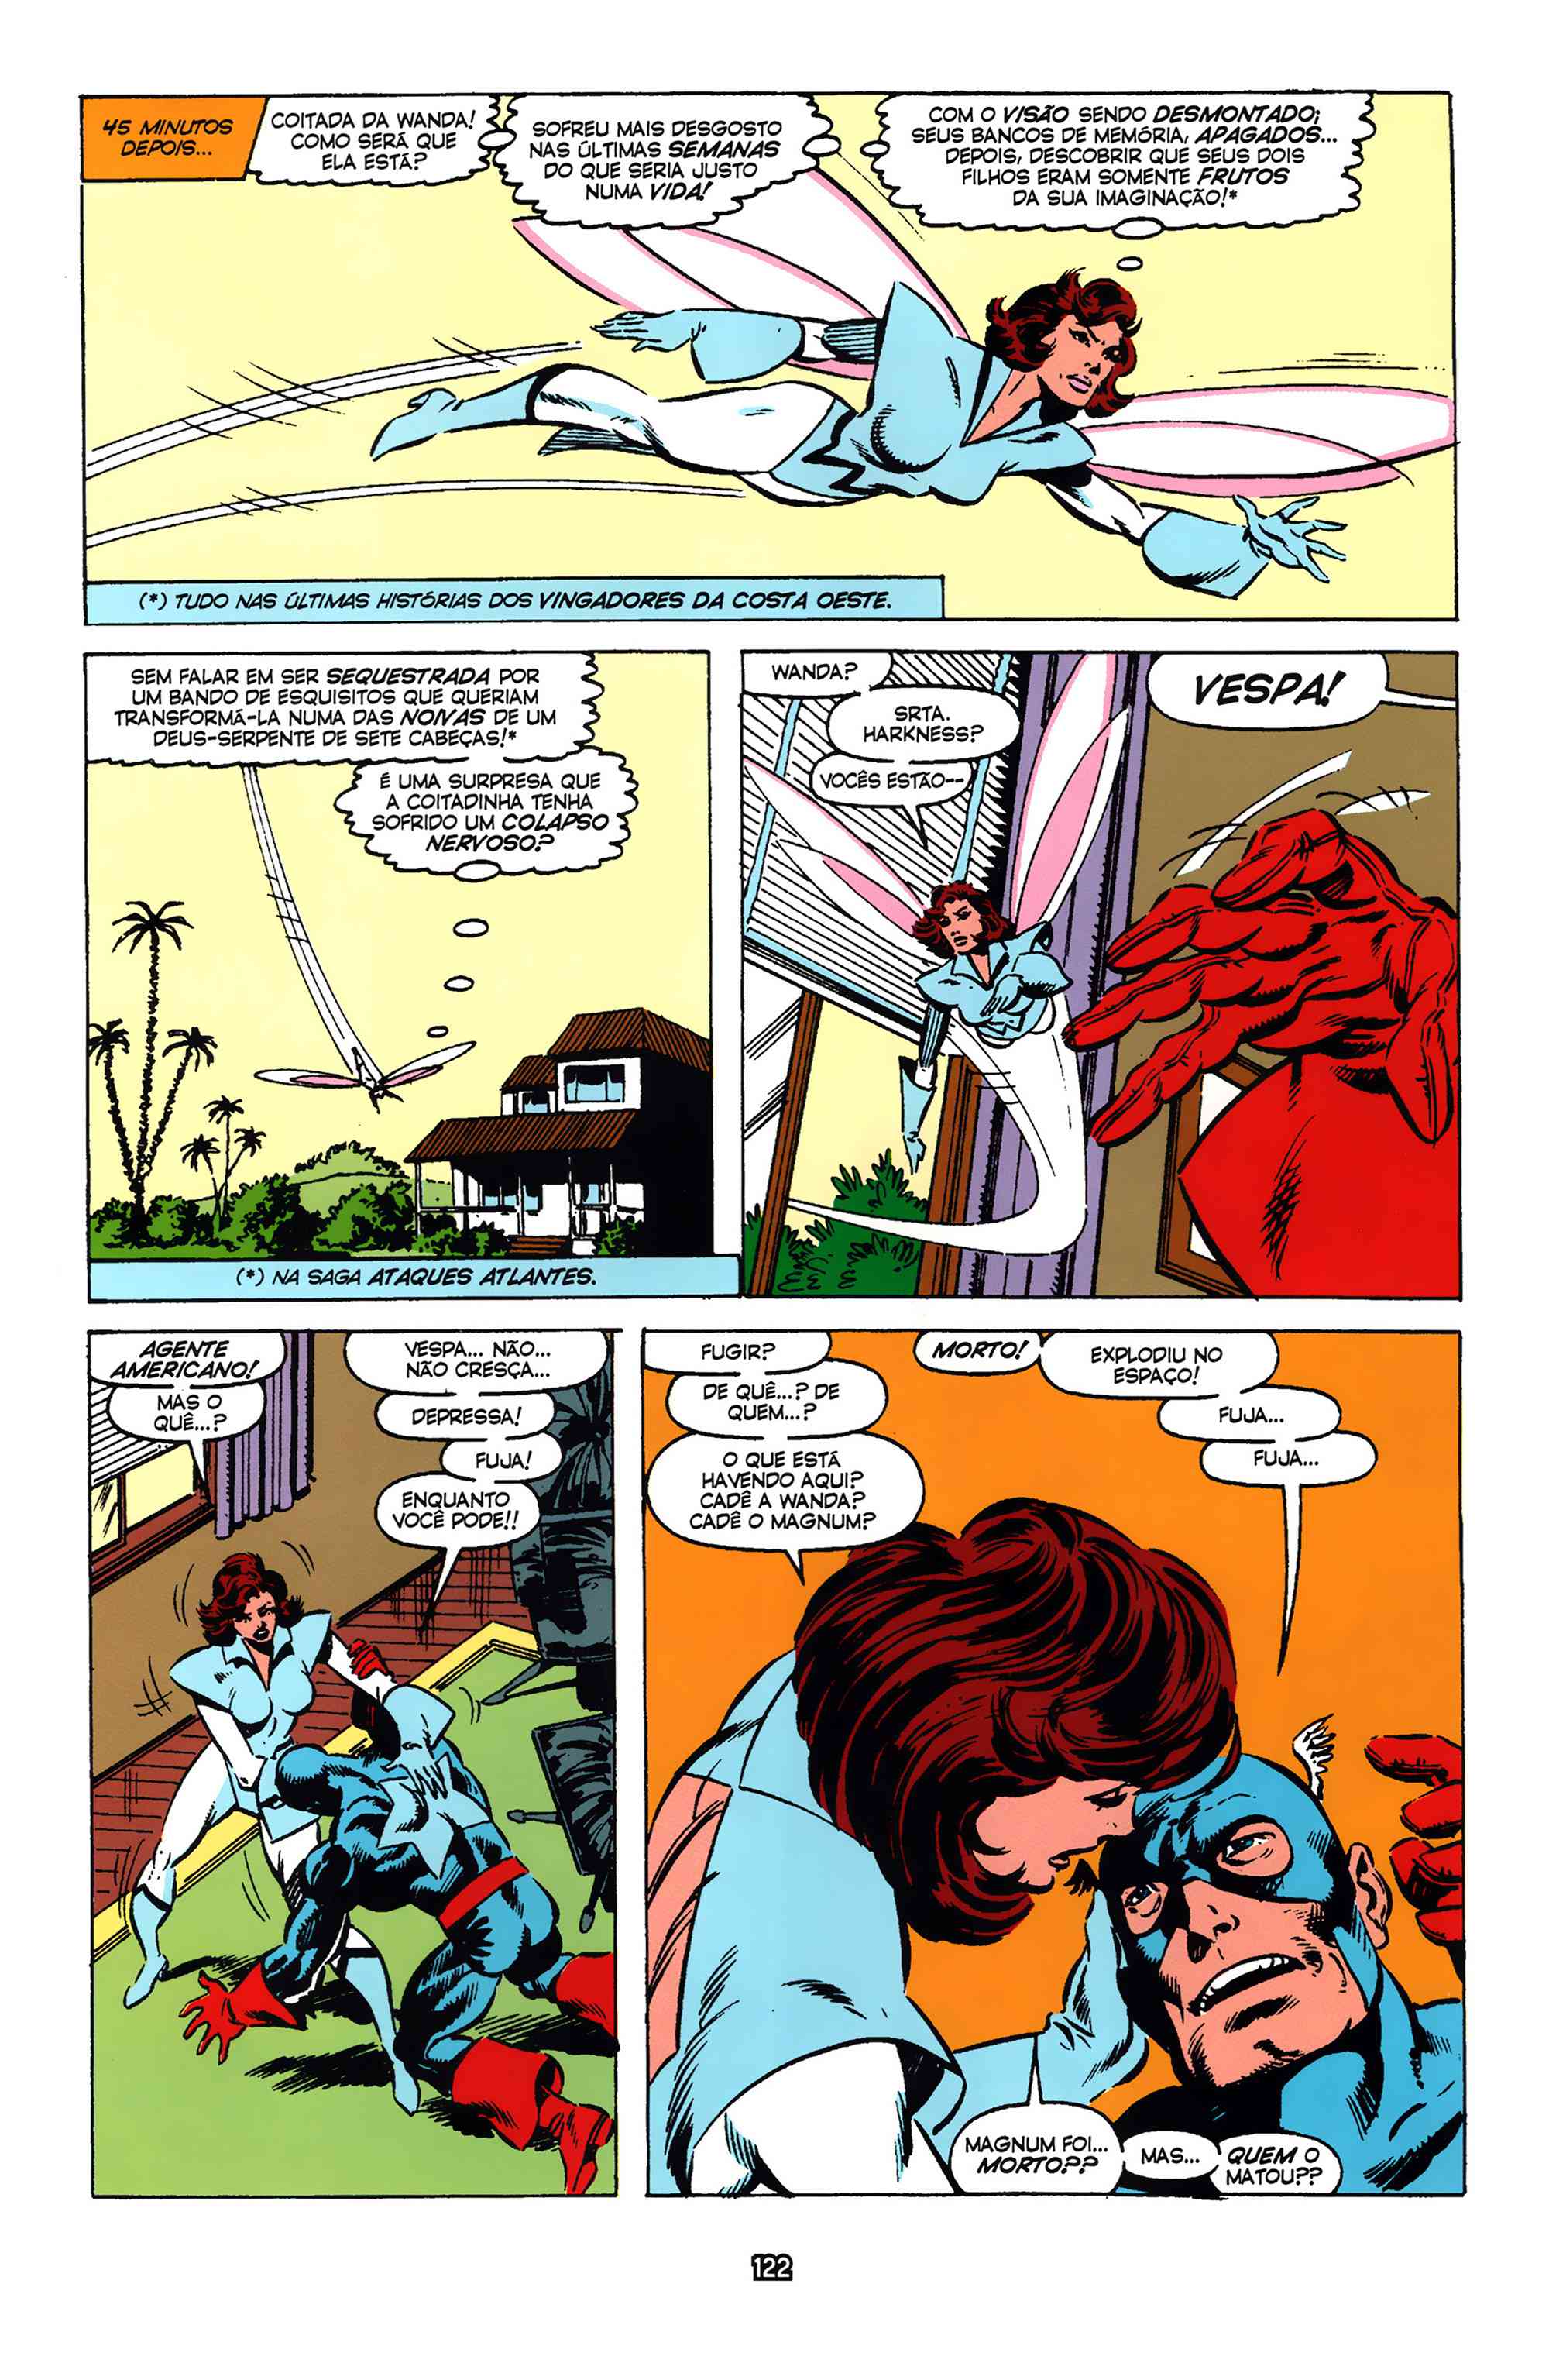 45 MINUTOS
DEPOIS...
COITADA DA WANDA!
COMO SERÁ QUE
ELA ESTÁ?
SOFREU MAIS DESGOSTO
NAS ÚLTIMAS SEMANAS
DO QUE SERIA JUSTO
NUMA VIDA!
COM O VISÃO SENDO DESMONTADO;
SEUS BANCOS DE MEMÓRIA, APAGADOS...
DEPOIS, DESCOBRIR QUE SEUS DOIS
FILHOS ERAM SOMENTE FRUTOS
DA SUA IMAGINAÇÃO!*
(*) TUDO NAS ÚLTIMAS HISTÓRIAS DOS VINGADORES DA COSTA OESTE.
SEM FALAR EM SER SEQUESTRADA POR
UM BANDO DE ESQUISITOS QUE QUERIAM
TRANSFORMÁ-LA NUMA DAS NOIVAS DE UM
DEUS-SERPENTE DE SETE CABEÇAS!*
É UMA SURPRESA QUE
A COITADINHA TENHA
SOFRIDO UM COLAPSO
NERVOSO?
(*) NA SAGA ATAQUES ATLANTES.
WANDA?
SRTA.
HARKNESS?
VOCÊS ESTÃO--
VESPA!
AGENTE
AMERICANO!
MAS O
QUÊ...?
VESPA... NÃO...
NÃO CRESÇA...
DEPRESSA!
FUJA!
ENQUANTO
VOCÊ PODE!!
FUGIR?
DE QUÊ...? DE
QUEM...?
O QUE ESTÁ
HAVENDO AQUI?
CADÊ A WANDA?
CADÊ O MAGNUM?
MORTO!
EXPLODIU NO
ESPAÇO!
FUJA...
FUJA...
MAGNUM FOI...
MORTO??
MAS...
QUEM O
MATOU??
122